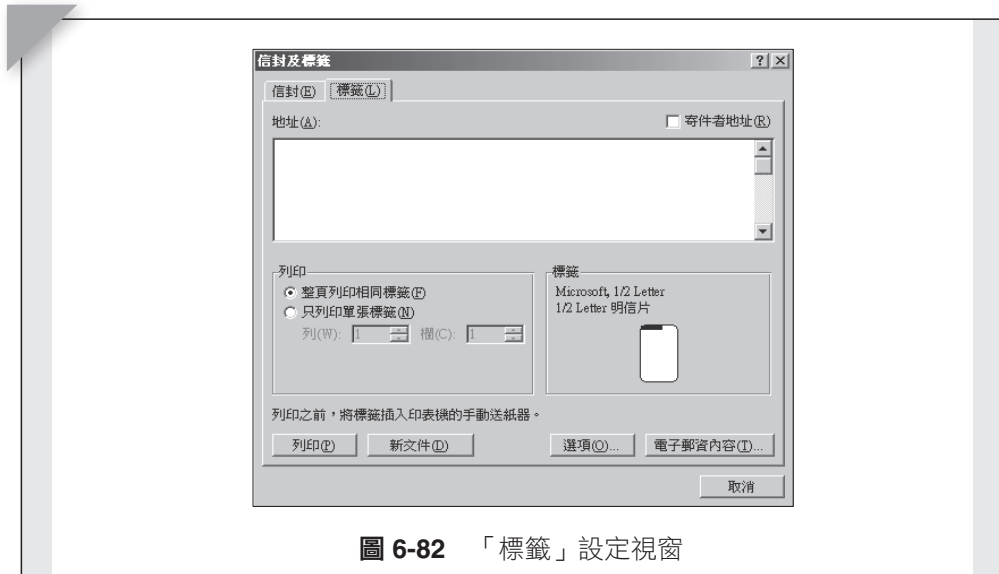 信封及標籤
信封(E) 標籤(L)
地址(A): 寄件者地址(R)
列印 標籤
整頁列印相同標籤(F) Microsoft, 1/2 Letter
只列印單張標籤(N) 1/2 Letter 明信片
列(W): 1 欄(C): 1
列印之前，將標籤插入印表機的手動送紙器。
列印(P) 新文件(D) 選項(O)... 電子郵資內容(T)...
取消
圖 6-82 「標籤」設定視窗